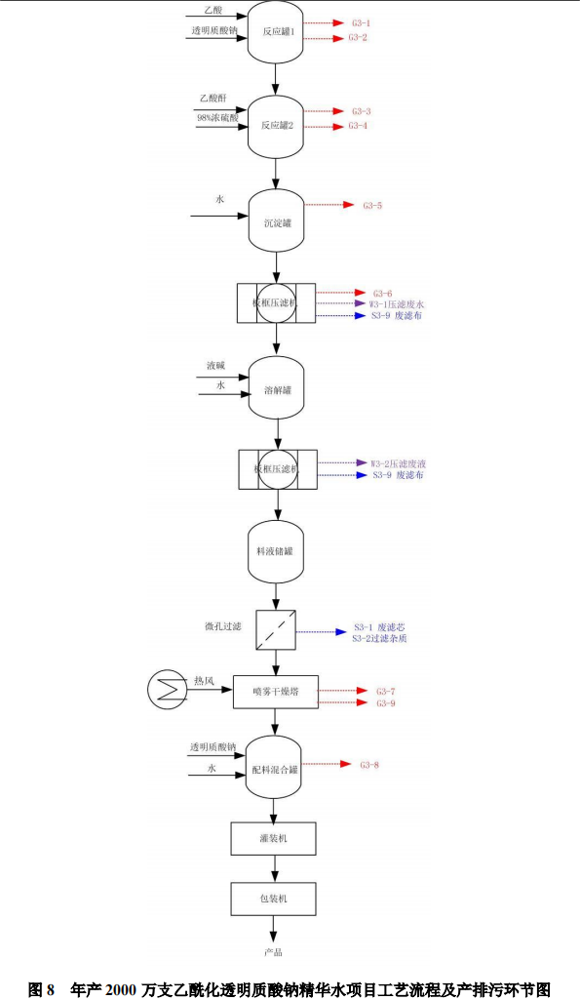 乙酸
透明质酸钠
反应罐1
G3-1
G3-2
乙酸酐
98%浓硫酸
反应罐2
G3-3
G3-4
水
沉淀罐
G3-5
板框压滤机
G3-6
W3-1压滤废水
S3-9 废滤布
液碱
水
溶解罐
板框压滤机
W3-2压滤废液
S3-9 废滤布
料液储罐
微孔过滤
S3-1 废滤芯
S3-2过滤杂质
热风
喷雾干燥塔
G3-7
G3-9
透明质酸钠
水
配料混合罐
G3-8
灌装机
包装机
产品
图 8 年产 2000 万支乙酰化透明质酸钠精华水项目工艺流程及产排污环节图